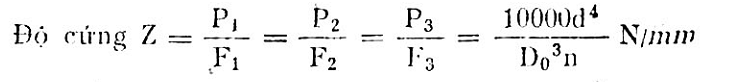 Độ cứng Z = P₁/F₁ = P₂/F₂ = P₃/F₃ = 10000d⁴/D₀³n N/mm